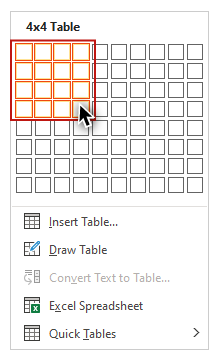 4x4 Table
Insert Table...
Draw Table
Convert Text to Table...
Excel Spreadsheet
Quick Tables